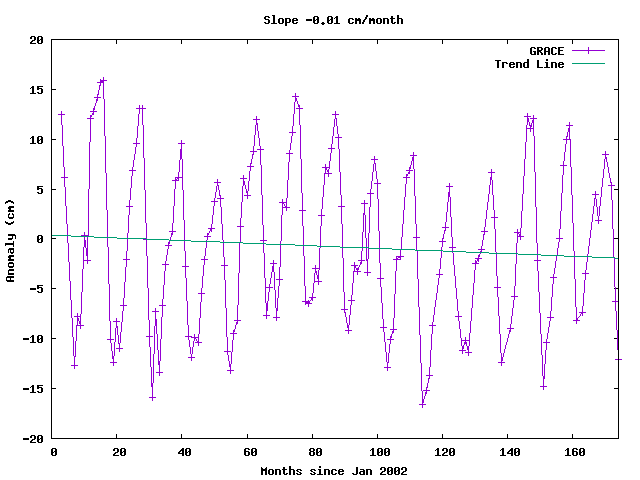 Slope -0.01 cm/month
20
15
10
5
0
-5
-10
-15
-20
Anomaly (cm)
GRACE
Trend Line
0 20 40 60 80 100 120 140 160
Months since Jan 2002